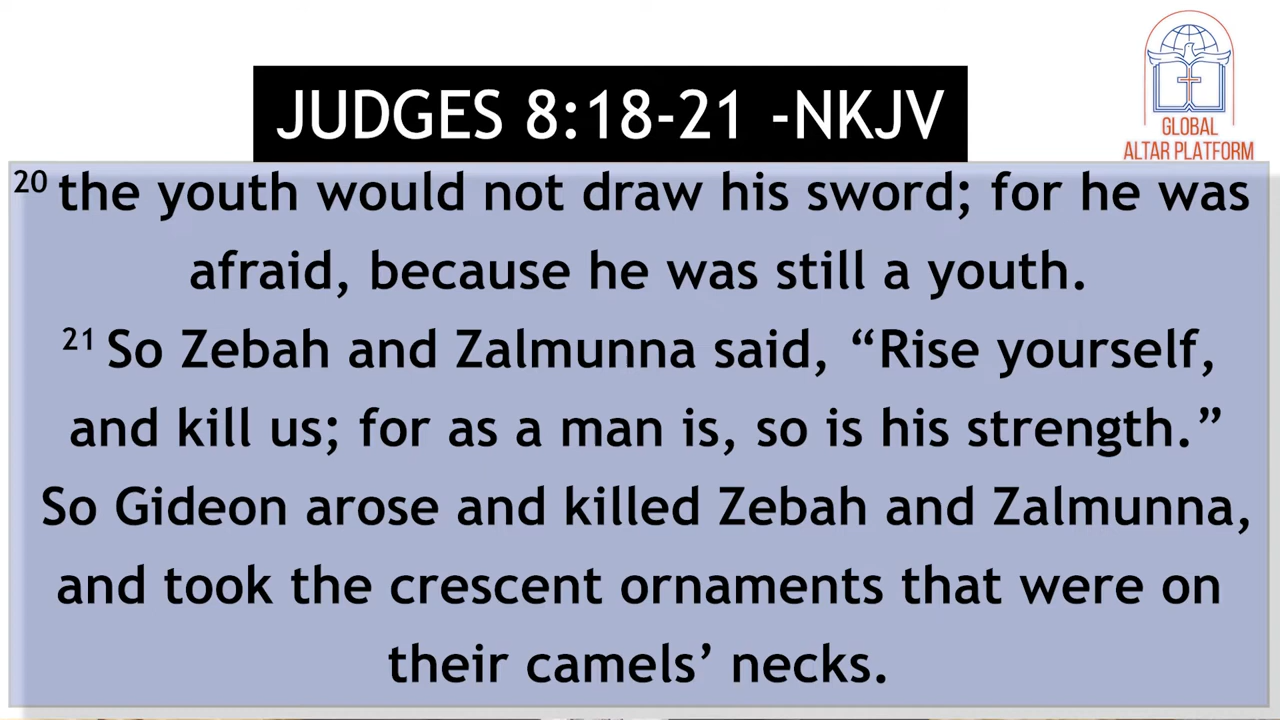 JUDGES 8:18-21 -NKJV
GLOBAL
ALTAR PLATFORM
20 the youth would not draw his sword; for he was
afraid, because he was still a youth.
21 So Zebah and Zalmunna said, “Rise yourself,
and kill us; for as a man is, so is his strength.”
So Gideon arose and killed Zebah and Zalmunna,
and took the crescent ornaments that were on
their camels’ necks.